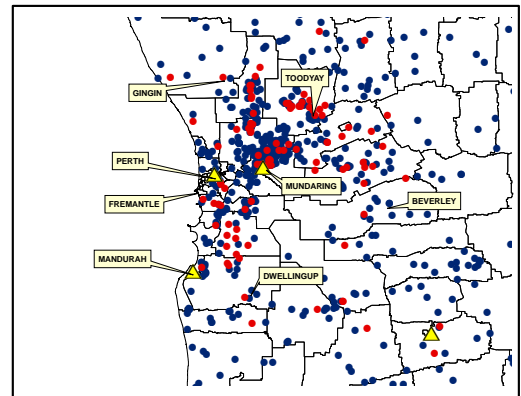 TOODYAY
GINGIN
PERTH
MUNDARING
FREMANTLE
BEVERLEY
MANDURAH
DWELLINGUP